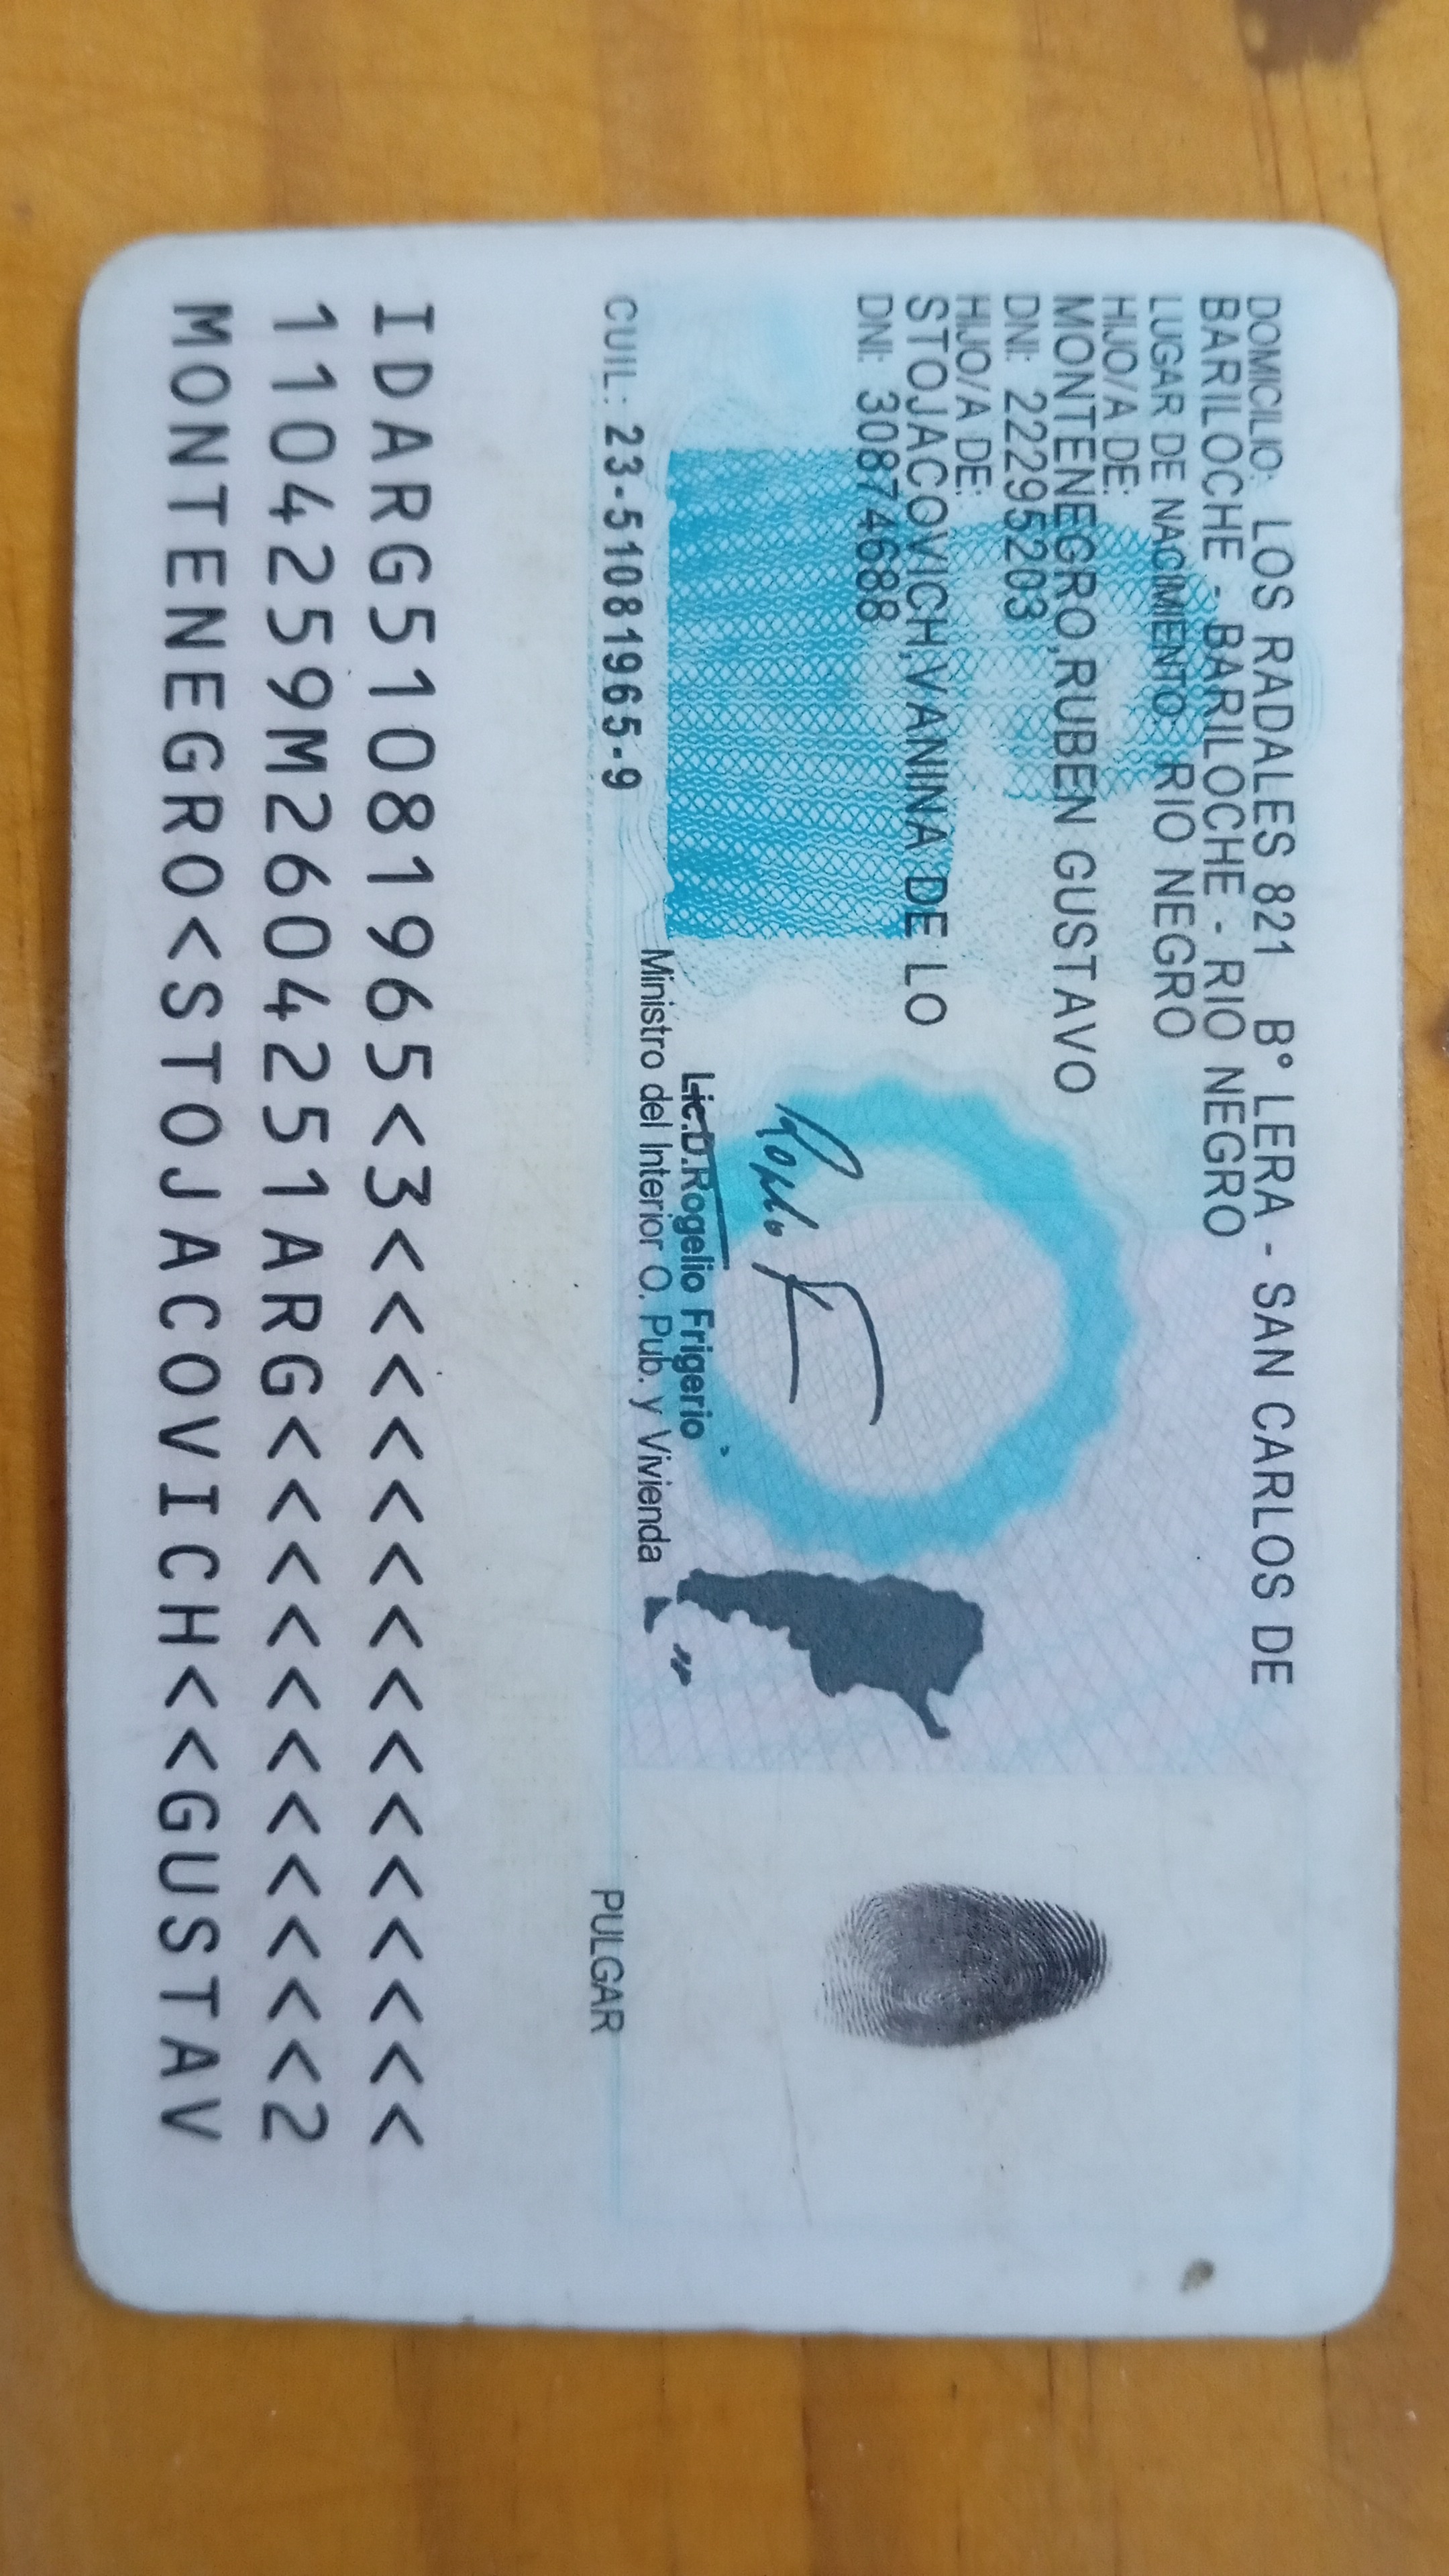 DOMICILIO: LOS RADALES 821 B° LERA - SAN CARLOS DE
BARILOCHE - BARILOCHE - RIO NEGRO
LUGAR DE NACIMIENTO: RIO NEGRO
HIJO/A DE:
MONTENEGRO,RUBEN GUSTAVO
DNI: 22295203
HIJO/A DE:
STOJACOVICH,VANINA DE LO
DNI: 30874688
Lic.D.Rogelio Frigerio
Ministro del Interior O. Pub. y Vivienda
CUIL: 23-51081965-9
PULGAR
IDARG51081965<3<<<<<<<<<<<<<<<
1104259M2604251ARG<<<<<<<<<<<2
MONTENEGRO<STOJACOVICH<<GUSTAV